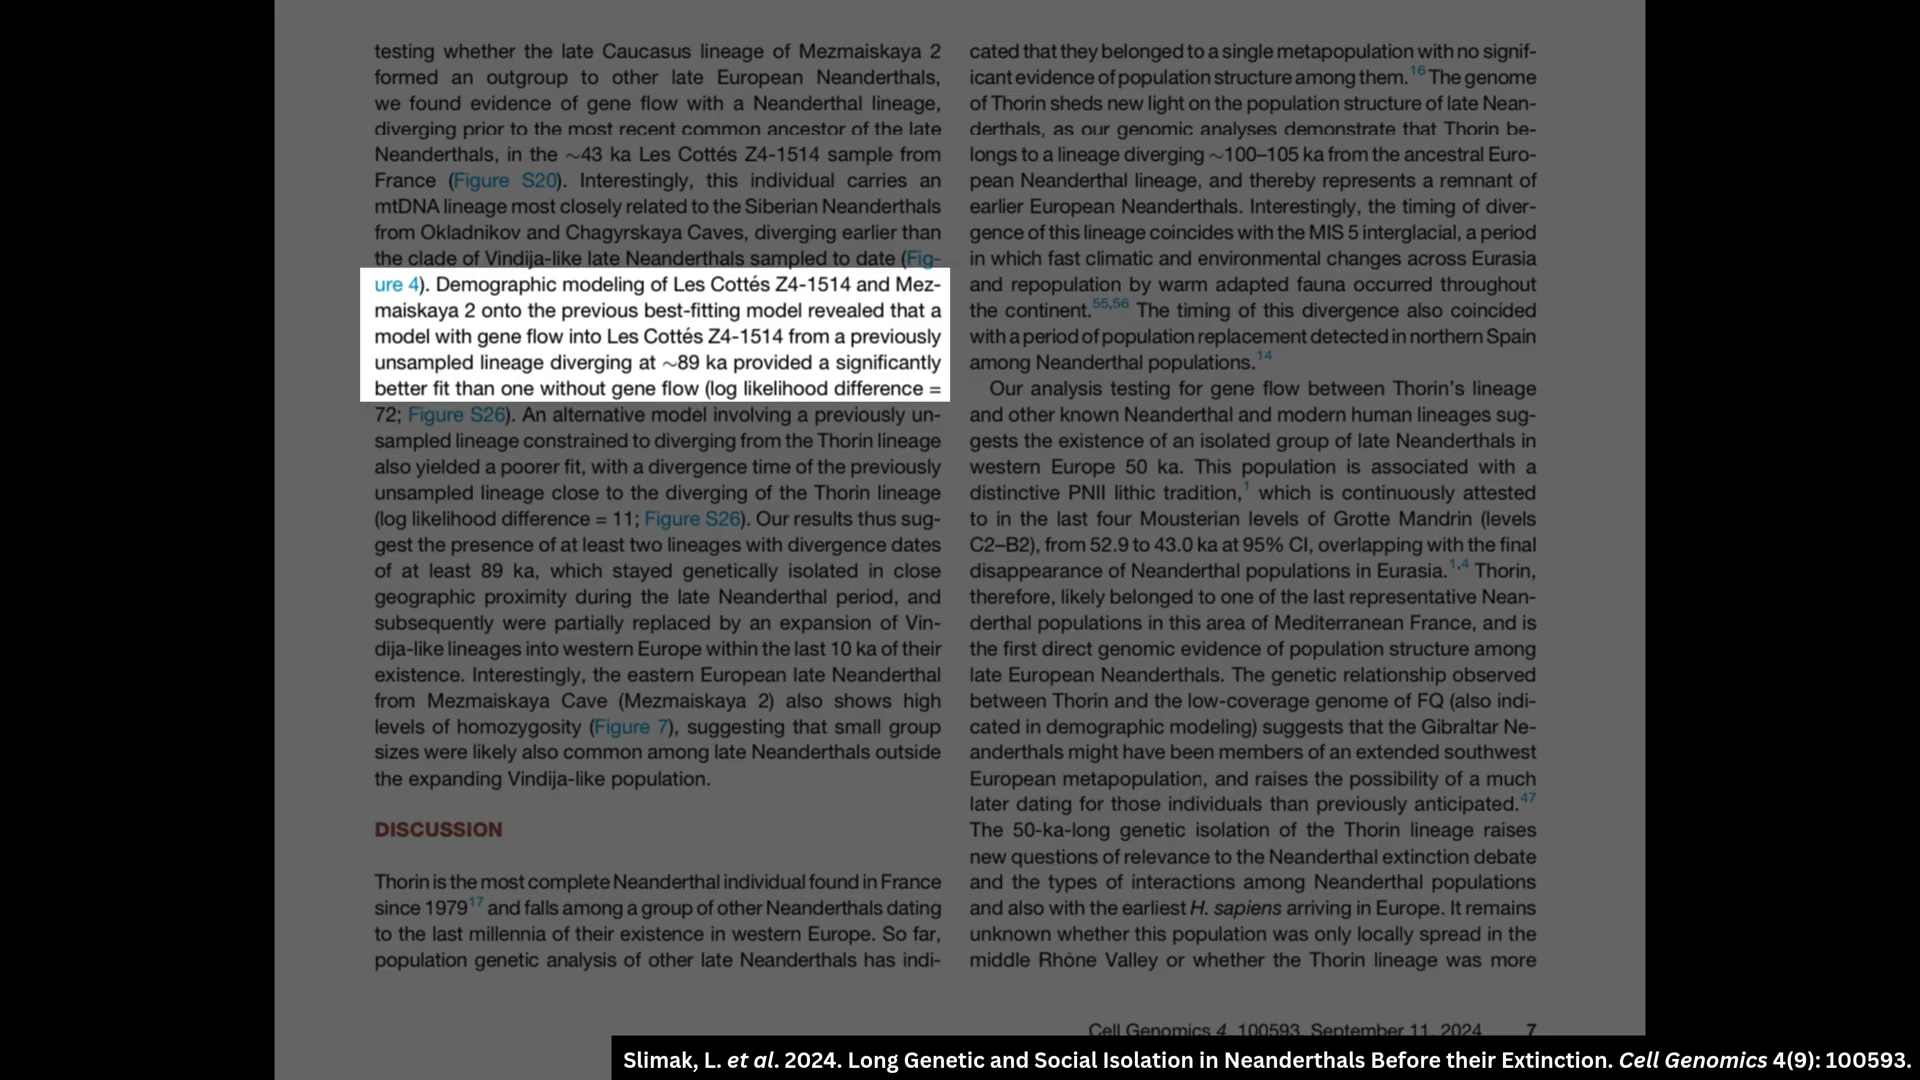 testing whether the late Caucasus lineage of Mezmaiskaya 2
formed an outgroup to other late European Neanderthals,
we found evidence of gene flow with a Neanderthal lineage,
diverging prior to the most recent common ancestor of the late
Neanderthals, in the ~43 ka Les Cottés Z4-1514 sample from
France (Figure S20). Interestingly, this individual carries an
mtDNA lineage most closely related to the Siberian Neanderthals
from Okladnikov and Chagyrskaya Caves, diverging earlier than
the clade of Vindija-like late Neanderthals sampled to date (Fig-
ure 4). Demographic modeling of Les Cottés Z4-1514 and Mez-
maiskaya 2 onto the previous best-fitting model revealed that a
model with gene flow into Les Cottés Z4-1514 from a previously
unsampled lineage diverging at ~89 ka provided a significantly
better fit than one without gene flow (log likelihood difference =
72; Figure S26). An alternative model involving a previously un-
sampled lineage constrained to diverging from the Thorin lineage
also yielded a poorer fit, with a divergence time of the previously
unsampled lineage close to the diverging of the Thorin lineage
(log likelihood difference = 11; Figure S26). Our results thus sug-
gest the presence of at least two lineages with divergence dates
of at least 89 ka, which stayed genetically isolated in close
geographic proximity during the late Neanderthal period, and
subsequently were partially replaced by an expansion of Vin-
dija-like lineages into western Europe within the last 10 ka of their
existence. Interestingly, the eastern European late Neanderthal
from Mezmaiskaya Cave (Mezmaiskaya 2) also shows high
levels of homozygosity (Figure 7), suggesting that small group
sizes were likely also common among late Neanderthals outside
the expanding Vindija-like population.
DISCUSSION
Thorin is the most complete Neanderthal individual found in France
since 1979¹⁷ and falls among a group of other Neanderthals dating
to the last millennia of their existence in western Europe. So far,
population genetic analysis of other late Neanderthals has indi-
cated that they belonged to a single metapopulation with no signif-
icant evidence of population structure among them.¹⁶ The genome
of Thorin sheds new light on the population structure of late Nean-
derthals, as our genomic analyses demonstrate that Thorin be-
longs to a lineage diverging ~100–105 ka from the ancestral Euro-
pean Neanderthal lineage, and thereby represents a remnant of
earlier European Neanderthals. Interestingly, the timing of diver-
gence of this lineage coincides with the MIS 5 interglacial, a period
in which fast climatic and environmental changes across Eurasia
and repopulation by warm adapted fauna occurred throughout
the continent.⁵⁵,⁵⁶ The timing of this divergence also coincided
with a period of population replacement detected in northern Spain
among Neanderthal populations.¹⁴
Our analysis testing for gene flow between Thorin's lineage
and other known Neanderthal and modern human lineages sug-
gests the existence of an isolated group of late Neanderthals in
western Europe 50 ka. This population is associated with a
distinctive PNII lithic tradition,¹ which is continuously attested
to in the last four Mousterian levels of Grotte Mandrin (levels
C2–B2), from 52.9 to 43.0 ka at 95% CI, overlapping with the final
disappearance of Neanderthal populations in Eurasia.¹,⁴ Thorin,
therefore, likely belonged to one of the last representative Nean-
derthal populations in this area of Mediterranean France, and is
the first direct genomic evidence of population structure among
late European Neanderthals. The genetic relationship observed
between Thorin and the low-coverage genome of FQ (also indi-
cated in demographic modeling) suggests that the Gibraltar Ne-
anderthals might have been members of an extended southwest
European metapopulation, and raises the possibility of a much
later dating for those individuals than previously anticipated.⁴⁷
The 50-ka-long genetic isolation of the Thorin lineage raises
new questions of relevance to the Neanderthal extinction debate
and the types of interactions among Neanderthal populations
and also with the earliest H. sapiens arriving in Europe. It remains
unknown whether this population was only locally spread in the
middle Rhône Valley or whether the Thorin lineage was more
Cell Genomics 4, 100593, September 11, 2024 7
Slimak, L. et al. 2024. Long Genetic and Social Isolation in Neanderthals Before their Extinction. Cell Genomics 4(9): 100593.